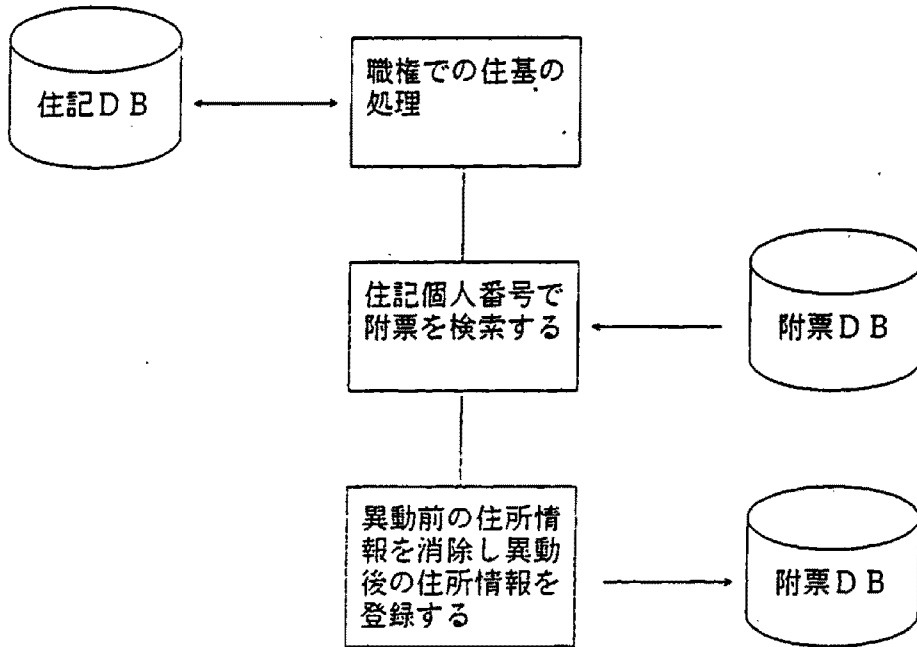 住記ＤＢ
職権での住基の
処理
住記個人番号で
附票を検索する
附票ＤＢ
異動前の住所情
報を消除し異動
後の住所情報を
登録する
附票ＤＢ